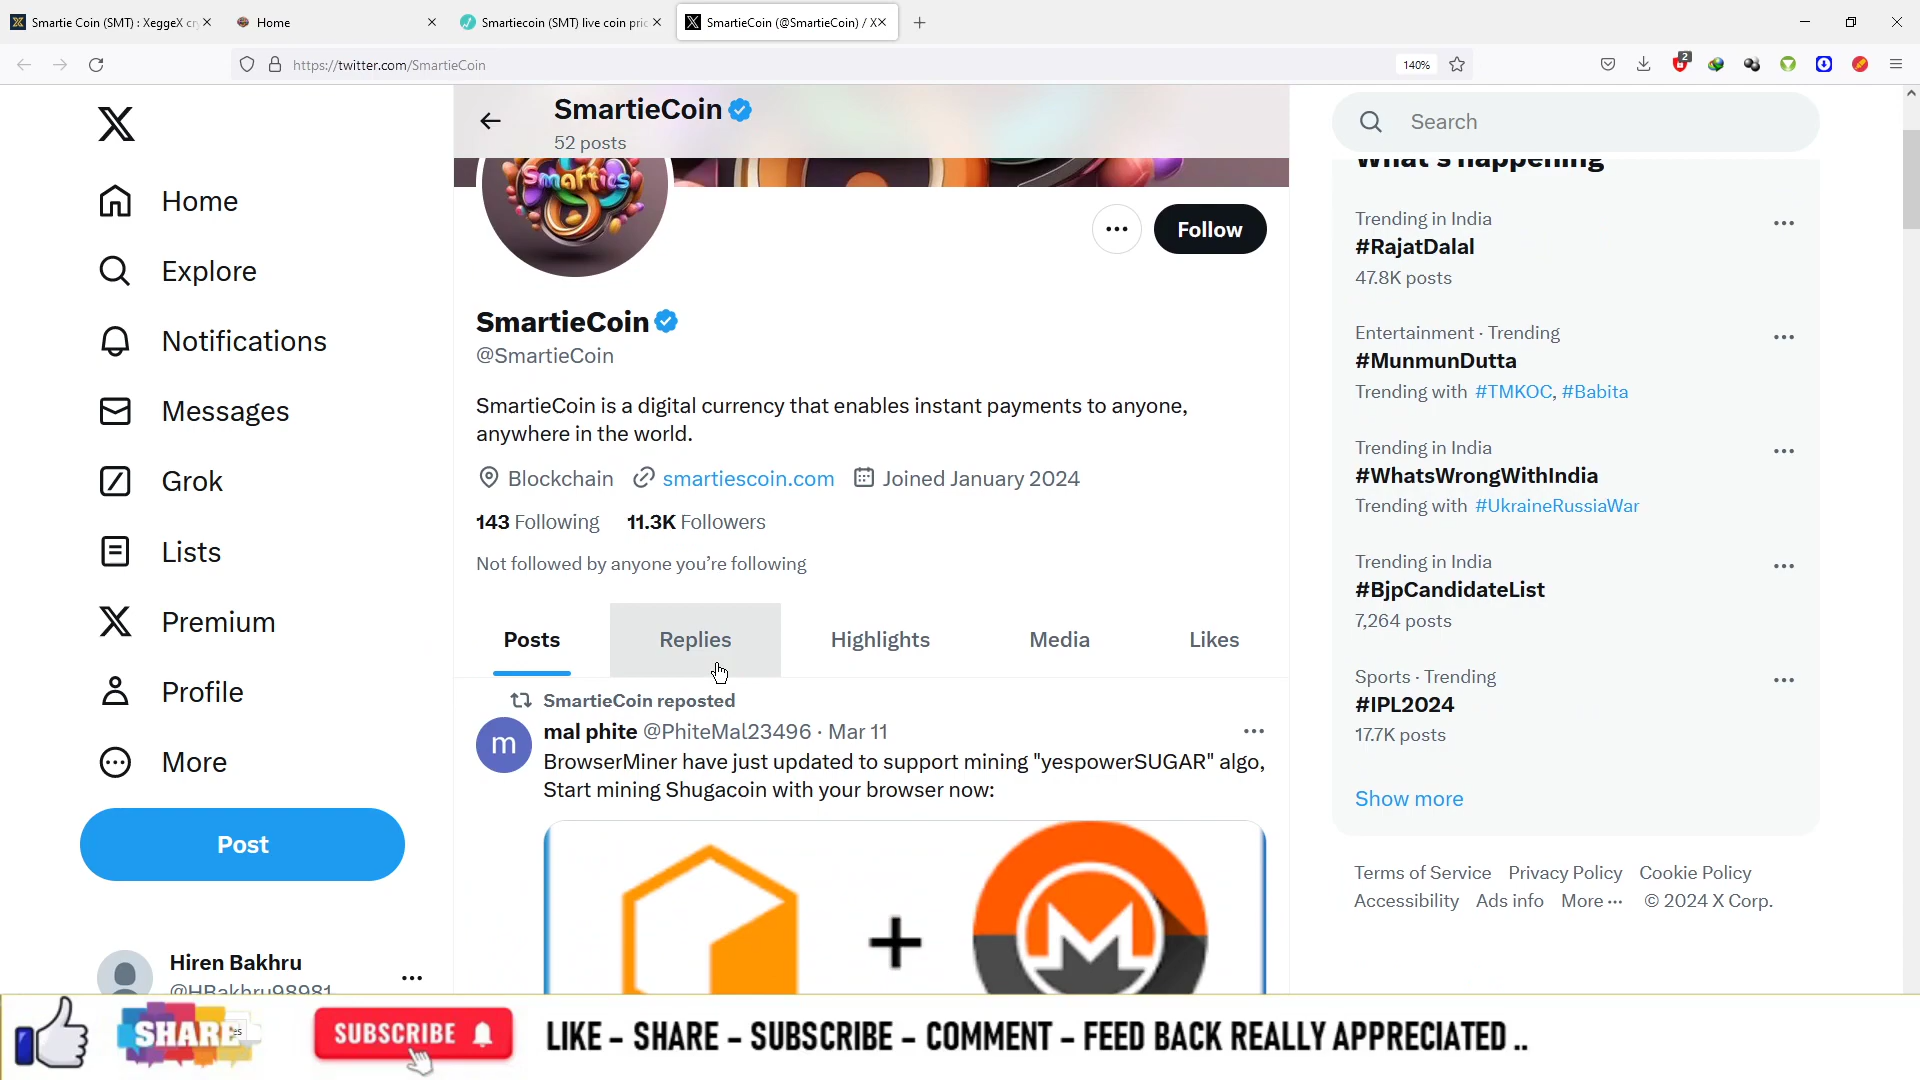 Smartie Coin (SMT) : XeggeX cr
Home
Smartiecoin (SMT) live coin pric
SmartieCoin (@SmartieCoin) / X
https://twitter.com/SmartieCoin
140%
2
SmartieCoin
52 posts
Search
What's happening
Home
Explore
Notifications
Messages
Grok
Lists
Premium
Profile
More
Post
Hiren Bakhru
@HBakhru98981
Smarties
Follow
SmartieCoin
@SmartieCoin
SmartieCoin is a digital currency that enables instant payments to anyone,
anywhere in the world.
Blockchain smartiescoin.com Joined January 2024
143 Following 11.3K Followers
Not followed by anyone you're following
Posts Replies Highlights Media Likes
SmartieCoin reposted
m
mal phite @PhiteMal23496 · Mar 11
BrowserMiner have just updated to support mining "yespowerSUGAR" algo,
Start mining Shugacoin with your browser now:
+
Trending in India
#RajatDalal
47.8K posts
Entertainment · Trending
#MunmunDutta
Trending with #TMKOC, #Babita
Trending in India
#WhatsWrongWithIndia
Trending with #UkraineRussiaWar
Trending in India
#BjpCandidateList
7,264 posts
Sports · Trending
#IPL2024
17.7K posts
Show more
Terms of Service Privacy Policy Cookie Policy
Accessibility Ads info More ··· © 2024 X Corp.
SHARE
SUBSCRIBE
LIKE - SHARE - SUBSCRIBE - COMMENT - FEED BACK REALLY APPRECIATED ..